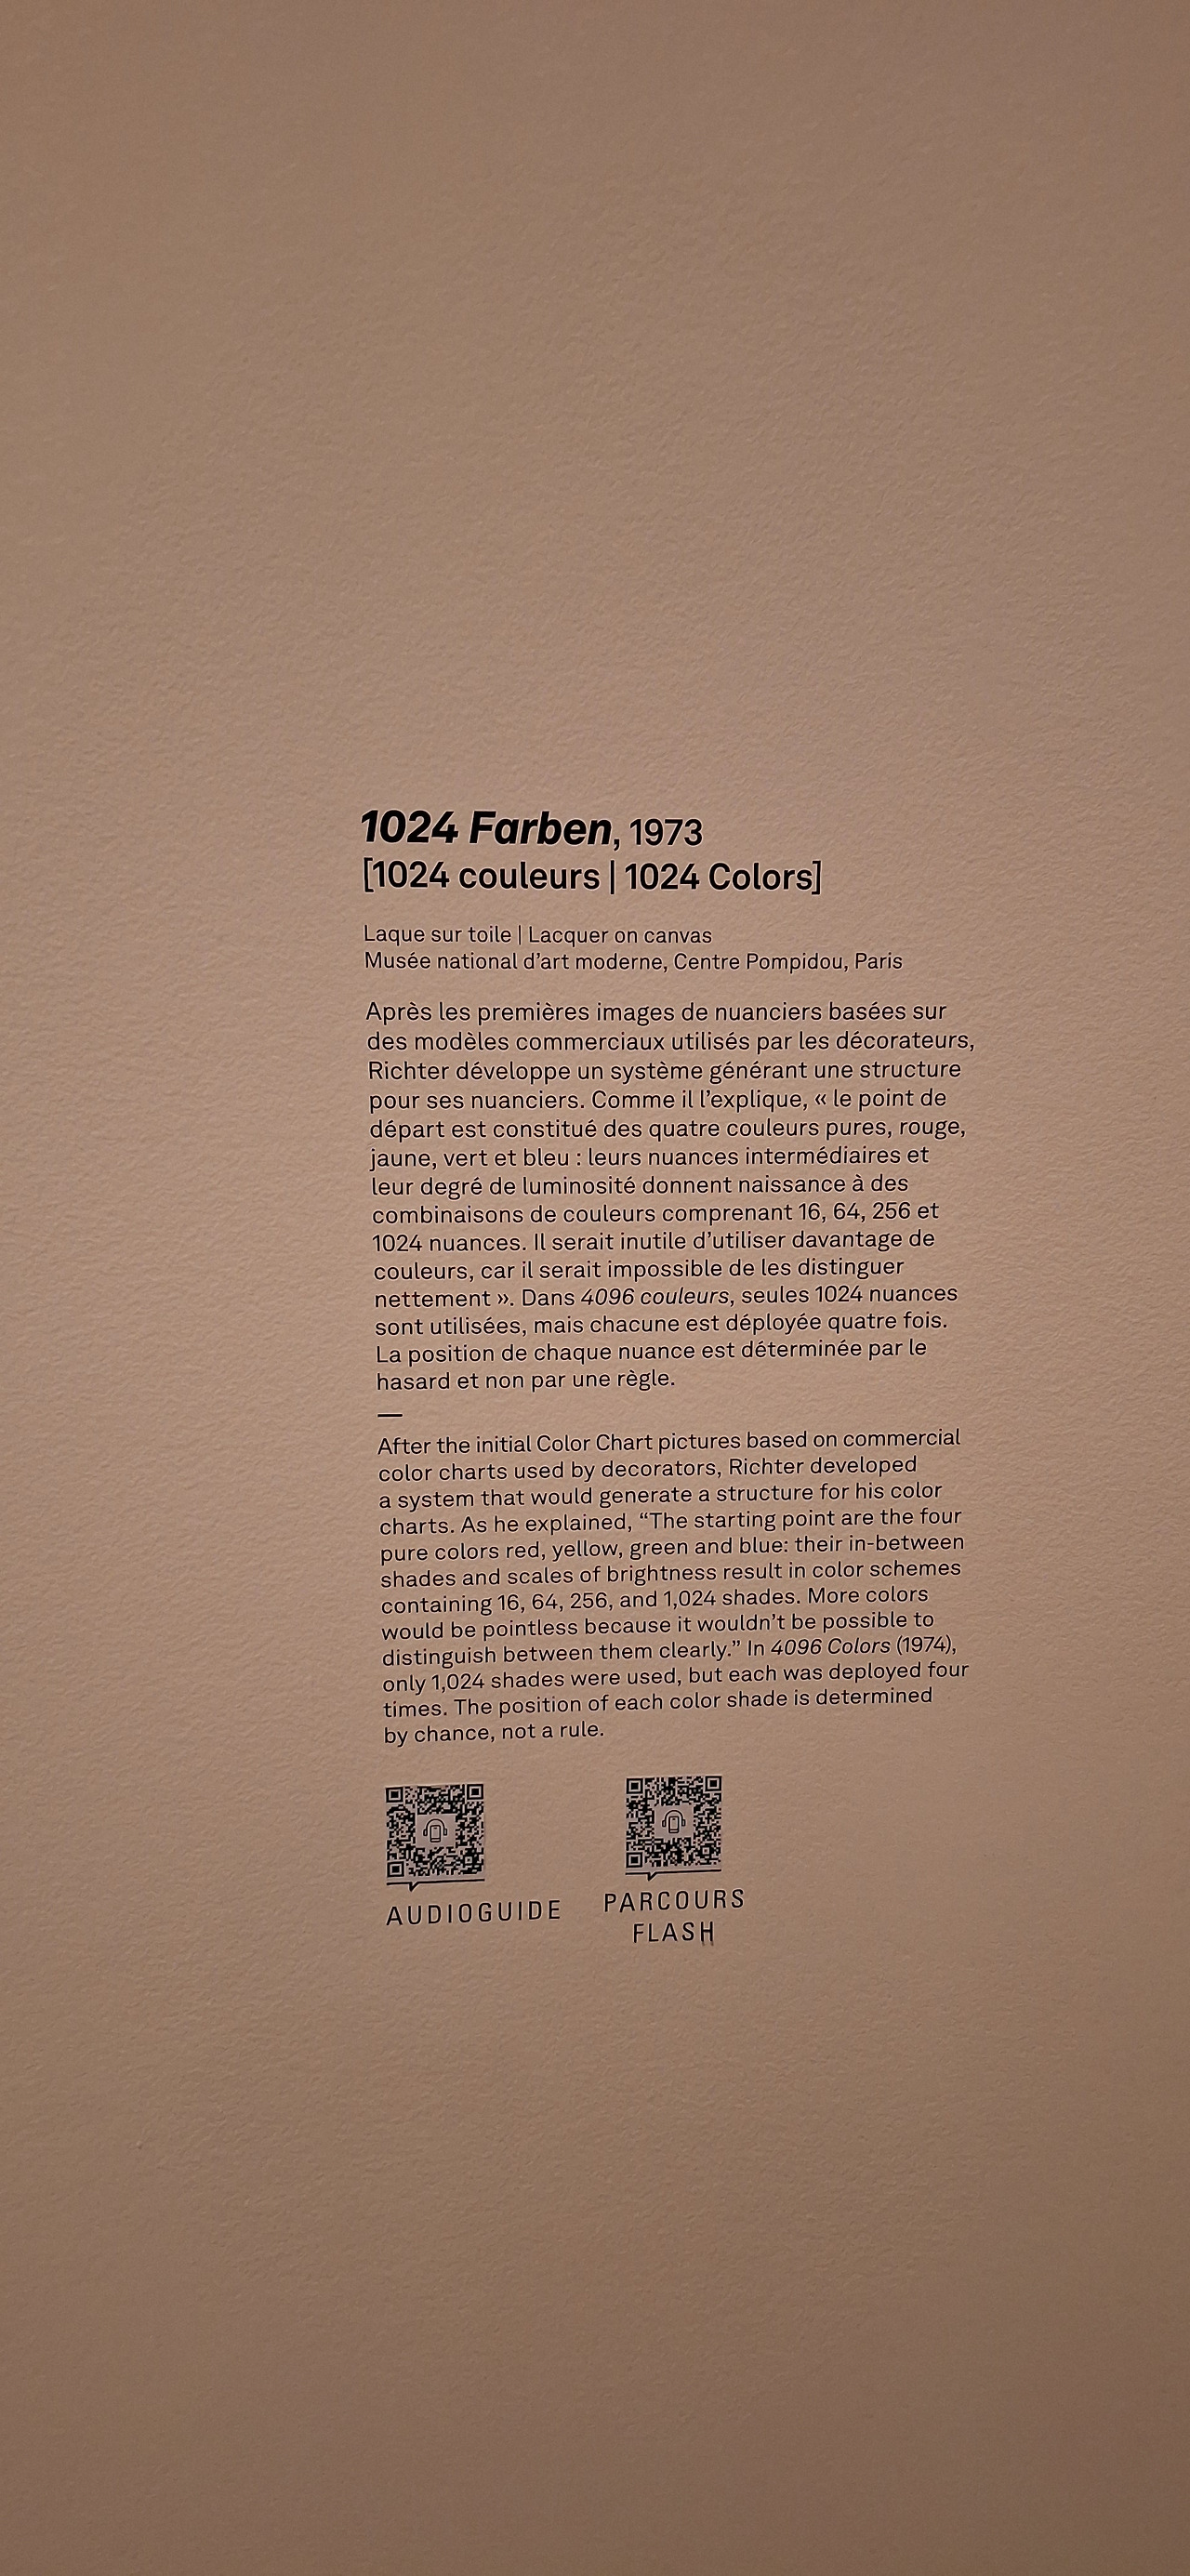 1024 Farben, 1973
[1024 couleurs | 1024 Colors]
Laque sur toile | Lacquer on canvas
Musée national d’art moderne, Centre Pompidou, Paris
Après les premières images de nuanciers basées sur
des modèles commerciaux utilisés par les décorateurs,
Richter développe un système générant une structure
pour ses nuanciers. Comme il l’explique, « le point de
départ est constitué des quatre couleurs pures, rouge,
jaune, vert et bleu : leurs nuances intermédiaires et
leur degré de luminosité donnent naissance à des
combinaisons de couleurs comprenant 16, 64, 256 et
1024 nuances. Il serait inutile d’utiliser davantage de
couleurs, car il serait impossible de les distinguer
nettement ». Dans 4096 couleurs, seules 1024 nuances
sont utilisées, mais chacune est déployée quatre fois.
La position de chaque nuance est déterminée par le
hasard et non par une règle.
—
After the initial Color Chart pictures based on commercial
color charts used by decorators, Richter developed
a system that would generate a structure for his color
charts. As he explained, “The starting point are the four
pure colors red, yellow, green and blue: their in-between
shades and scales of brightness result in color schemes
containing 16, 64, 256, and 1,024 shades. More colors
would be pointless because it wouldn’t be possible to
distinguish between them clearly.” In 4096 Colors (1974),
only 1,024 shades were used, but each was deployed four
times. The position of each color shade is determined
by chance, not a rule.
AUDIOGUIDE
PARCOURS
FLASH